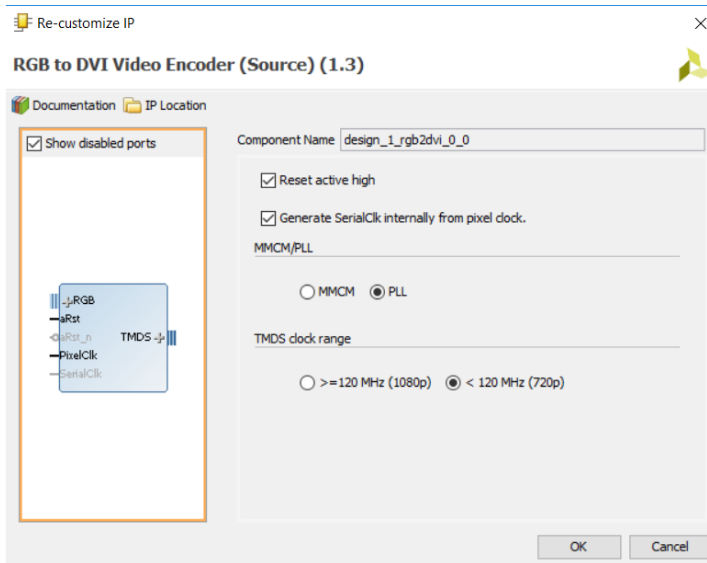 Re-customize IP
RGB to DVI Video Encoder (Source) (1.3)
Documentation IP Location
Show disabled ports
RGB
aRst
aRst_n
PixelClk
SerialClk
TMDS
Component Name design_1_rgb2dvi_0_0
Reset active high
Generate SerialClk internally from pixel clock.
MMCM/PLL
MMCM PLL
TMDS clock range
>=120 MHz (1080p) < 120 MHz (720p)
OK Cancel